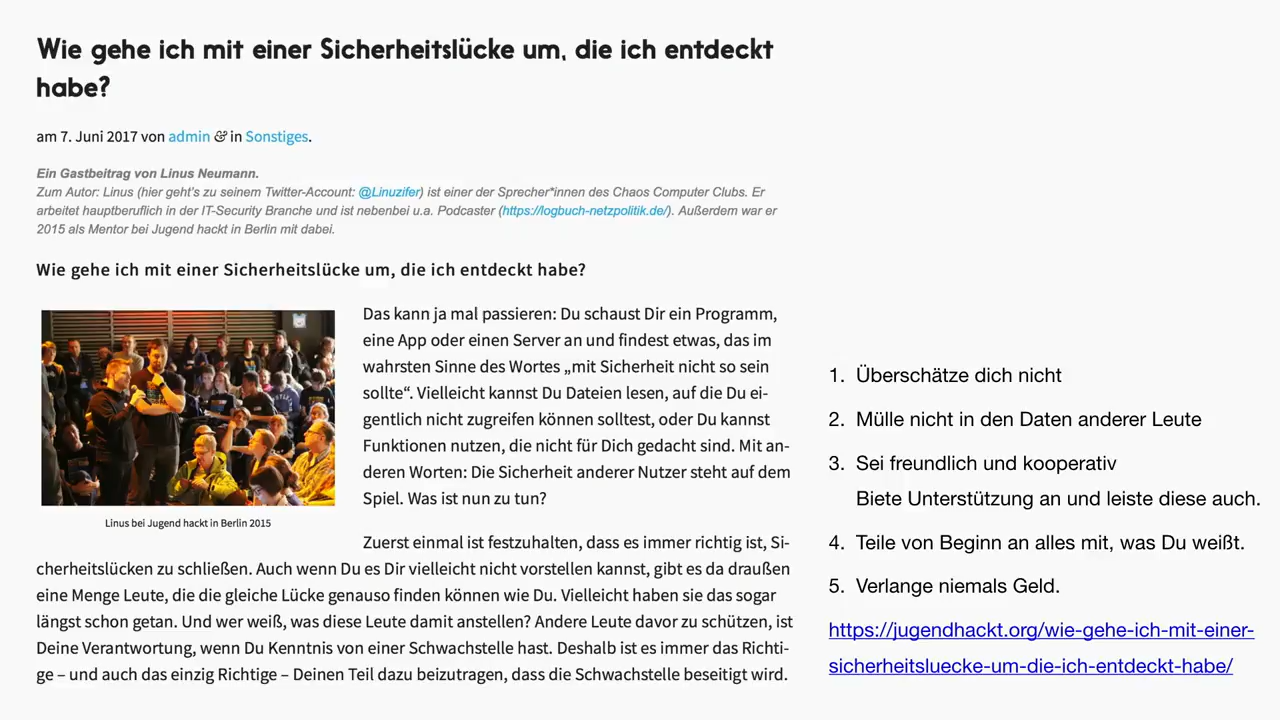 Wie gehe ich mit einer Sicherheitslücke um, die ich entdeckt
habe?
am 7. Juni 2017 von admin & in Sonstiges.
Ein Gastbeitrag von Linus Neumann.
Zum Autor: Linus (hier geht's zu seinem Twitter-Account: @Linuzifer) ist einer der Sprecher*innen des Chaos Computer Clubs. Er
arbeitet hauptberuflich in der IT-Security Branche und ist nebenbei u.a. Podcaster (https://logbuch-netzpolitik.de/). Außerdem war er
2015 als Mentor bei Jugend hackt in Berlin mit dabei.
Wie gehe ich mit einer Sicherheitslücke um, die ich entdeckt habe?
Das kann ja mal passieren: Du schaust Dir ein Programm,
eine App oder einen Server an und findest etwas, das im
wahrsten Sinne des Wortes „mit Sicherheit nicht so sein
sollte“. Vielleicht kannst Du Dateien lesen, auf die Du ei-
gentlich nicht zugreifen können solltest, oder Du kannst
Funktionen nutzen, die nicht für Dich gedacht sind. Mit an-
deren Worten: Die Sicherheit anderer Nutzer steht auf dem
Spiel. Was ist nun zu tun?
Linus bei Jugend hackt in Berlin 2015
Zuerst einmal ist festzuhalten, dass es immer richtig ist, Si-
cherheitslücken zu schließen. Auch wenn Du es Dir vielleicht nicht vorstellen kannst, gibt es da draußen
eine Menge Leute, die die gleiche Lücke genauso finden können wie Du. Vielleicht haben sie das sogar
längst schon getan. Und wer weiß, was diese Leute damit anstellen? Andere Leute davor zu schützen, ist
Deine Verantwortung, wenn Du Kenntnis von einer Schwachstelle hast. Deshalb ist es immer das Richti-
ge – und auch das einzig Richtige – Deinen Teil dazu beizutragen, dass die Schwachstelle beseitigt wird.
1. Überschätze dich nicht
2. Mülle nicht in den Daten anderer Leute
3. Sei freundlich und kooperativ
Biete Unterstützung an und leiste diese auch.
4. Teile von Beginn an alles mit, was Du weißt.
5. Verlange niemals Geld.
https://jugendhackt.org/wie-gehe-ich-mit-einer-
sicherheitsluecke-um-die-ich-entdeckt-habe/